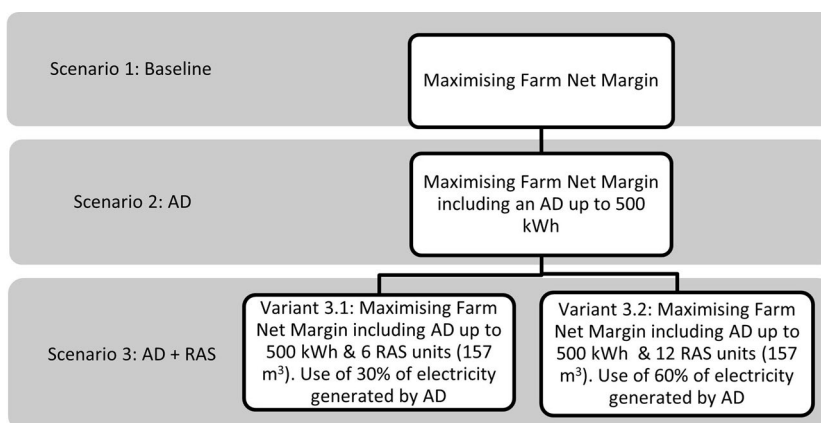 Scenario 1: Baseline
Maximising Farm Net Margin
Scenario 2: AD
Maximising Farm Net Margin
including an AD up to 500
kWh
Scenario 3: AD + RAS
Variant 3.1: Maximising Farm
Net Margin including AD up to
500 kWh & 6 RAS units (157
m³). Use of 30% of electricity
generated by AD
Variant 3.2: Maximising Farm
Net Margin including AD up to
500 kWh & 12 RAS units (157
m³). Use of 60% of electricity
generated by AD